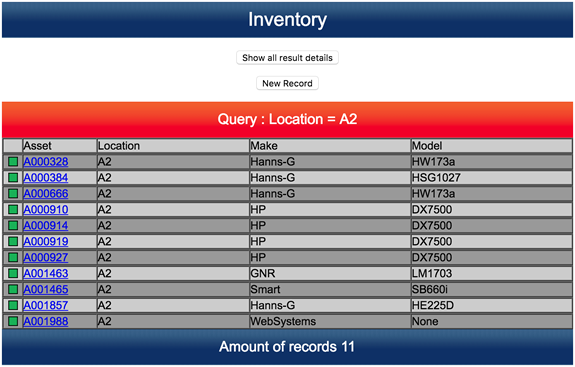 Inventory
Show all result details
New Record
Query : Location = A2
Asset Location Make Model
A000328 A2 Hanns-G HW173a
A000384 A2 Hanns-G HSG1027
A000666 A2 Hanns-G HW173a
A000910 A2 HP DX7500
A000914 A2 HP DX7500
A000919 A2 HP DX7500
A000927 A2 HP DX7500
A001463 A2 GNR LM1703
A001465 A2 Smart SB660i
A001857 A2 Hanns-G HE225D
A001988 A2 WebSystems None
Amount of records 11